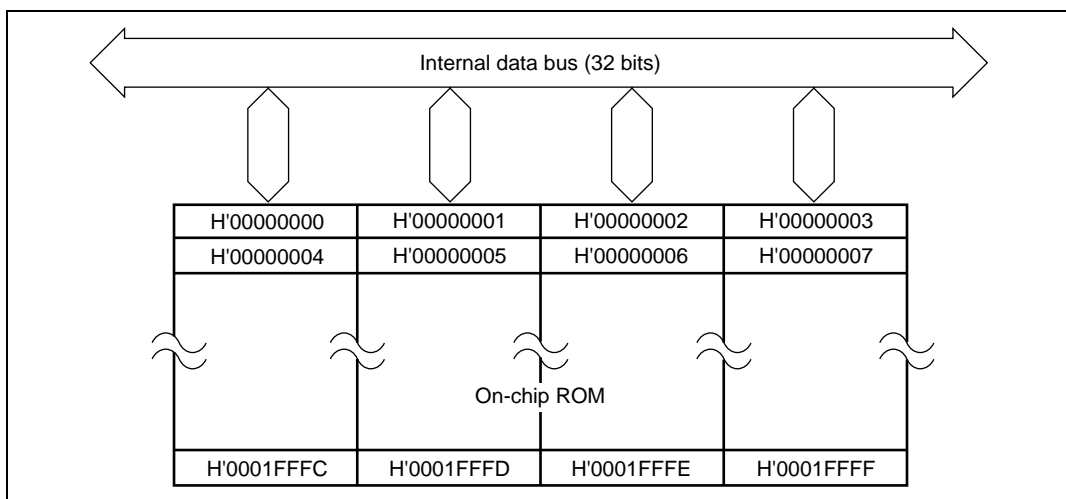 Internal data bus (32 bits)
H'00000000 H'00000001 H'00000002 H'00000003
H'00000004 H'00000005 H'00000006 H'00000007
On-chip ROM
H'0001FFFC H'0001FFFD H'0001FFFE H'0001FFFF